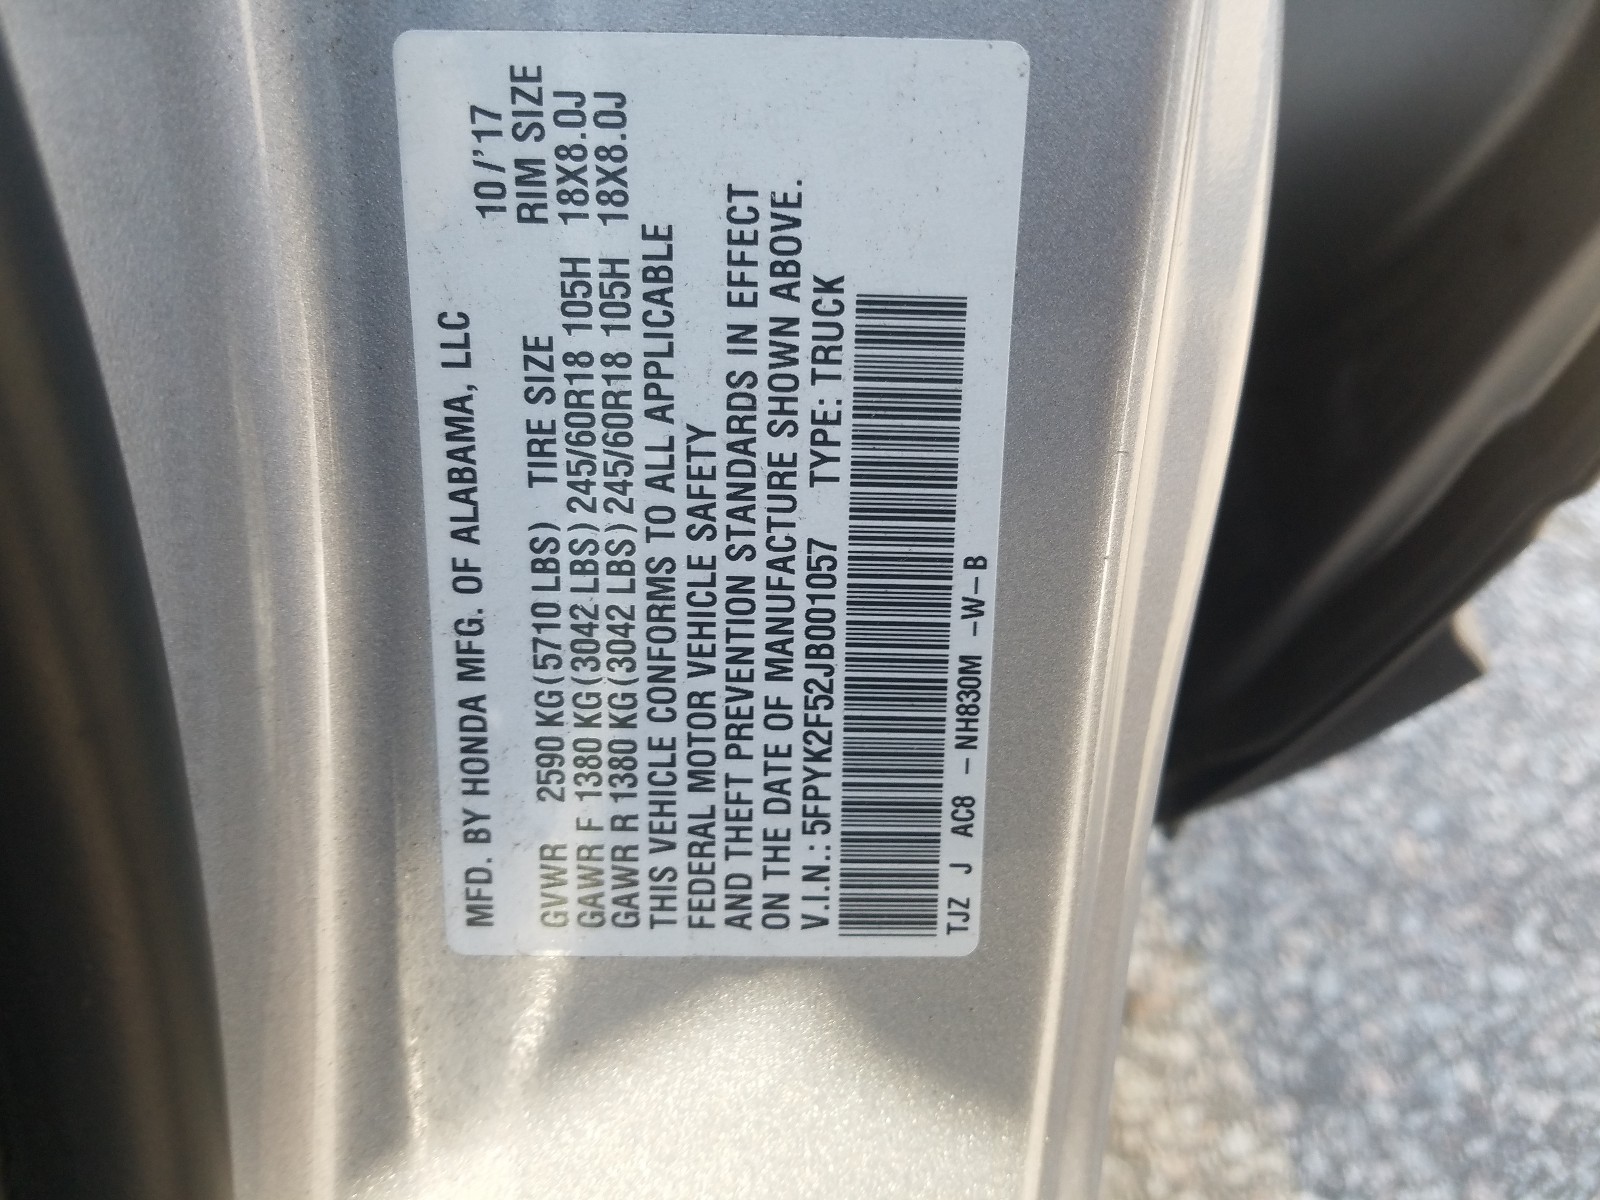 MFD. BY HONDA MFG. OF ALABAMA, LLC
10/'17
GVWR 2590 KG(5710 LBS) TIRE SIZE RIM SIZE
GAWR F 1380 KG(3042 LBS) 245/60R18 105H 18X8.0J
GAWR R 1380 KG(3042 LBS) 245/60R18 105H 18X8.0J
THIS VEHICLE CONFORMS TO ALL APPLICABLE
FEDERAL MOTOR VEHICLE SAFETY
AND THEFT PREVENTION STANDARDS IN EFFECT
ON THE DATE OF MANUFACTURE SHOWN ABOVE.
V.I.N.: 5FPYK2F52JB001057 TYPE: TRUCK
TJZ J AC8 - NH830M -W-B